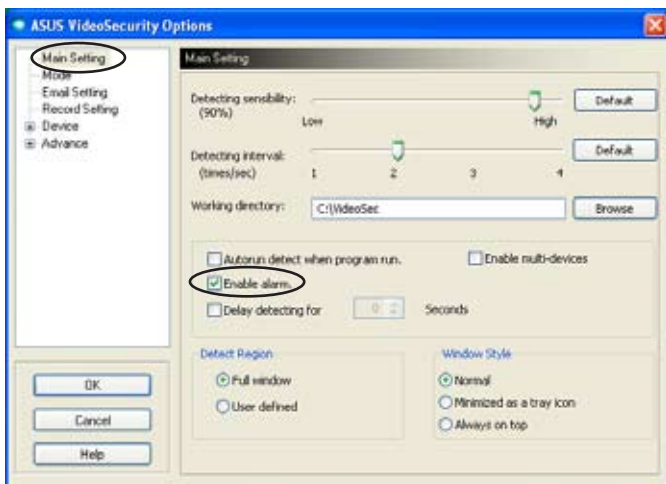 ASUS VideoSecurity Options
Main Setting
Mode
Email Setting
Record Setting
Device
Advance
OK
Cancel
Help
Main Setting
Detecting sensibility:
(90%)
Low
High
Default
Detecting interval:
(times/sec)
1 2 3 4
Default
Working directory:
C:\VideoSec
Browse
Autorun detect when program run.
Enable multi-devices
Enable alarm.
Delay detecting for 0 Seconds
Detect Region
Full window
User defined
Window Style
Normal
Minimized as a tray icon
Always on top